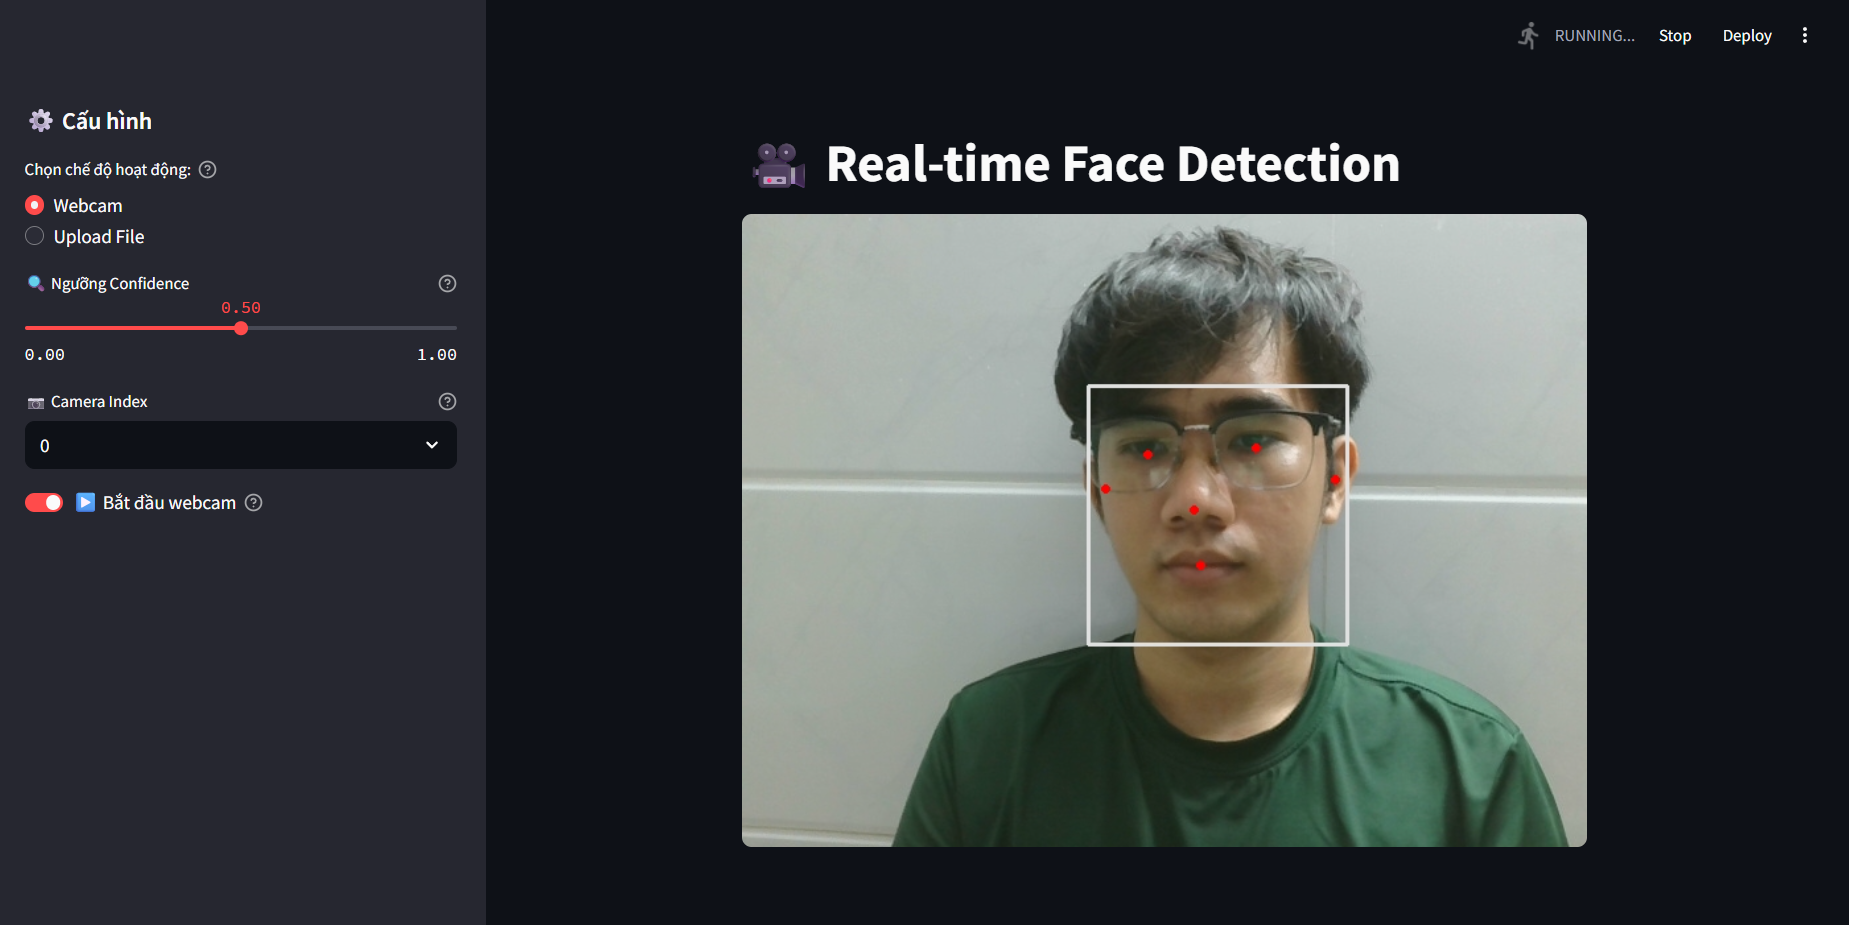 RUNNING...
Stop
Deploy
Cấu hình
Chọn chế độ hoạt động:
Webcam
Upload File
Ngưỡng Confidence
0.50
0.00 1.00
Camera Index
0
Bắt đầu webcam
Real-time Face Detection